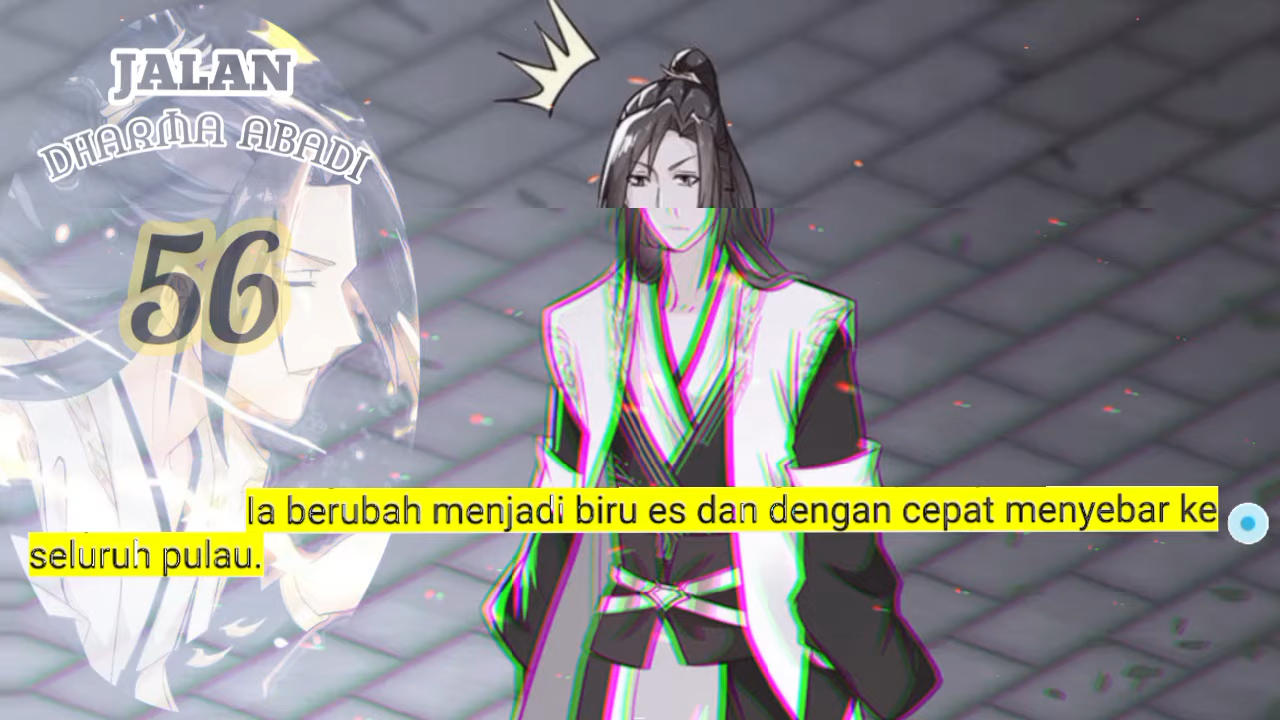 JALAN
DHARMA ABADI
56
Ia berubah menjadi biru es dan dengan cepat menyebar ke
seluruh pulau.